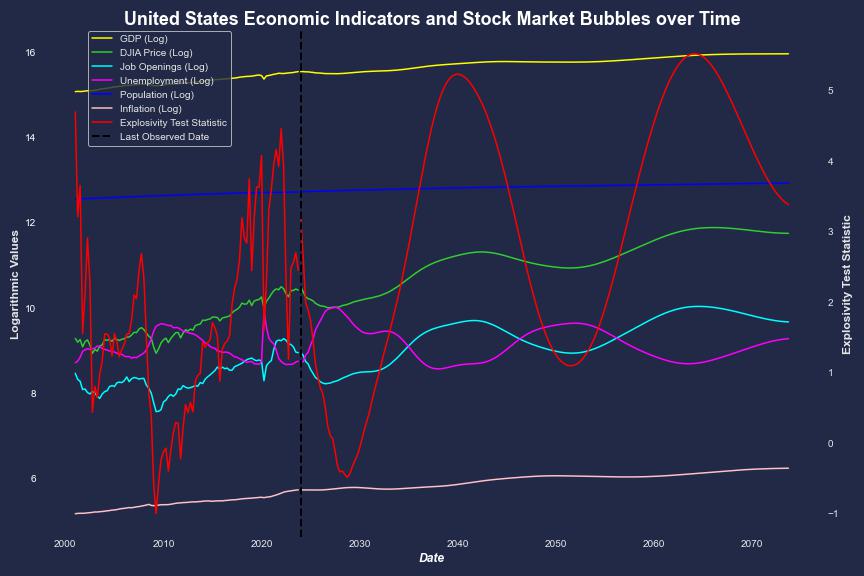 United States Economic Indicators and Stock Market Bubbles over Time
GDP (Log)
DJIA Price (Log)
Job Openings (Log)
Unemployment (Log)
Population (Log)
Inflation (Log)
Explosivity Test Statistic
Last Observed Date
Logarithmic Values
16
14
12
10
8
6
Explosivity Test Statistic
5
4
3
2
1
0
−1
2000 2010 2020 2030 2040 2050 2060 2070
Date